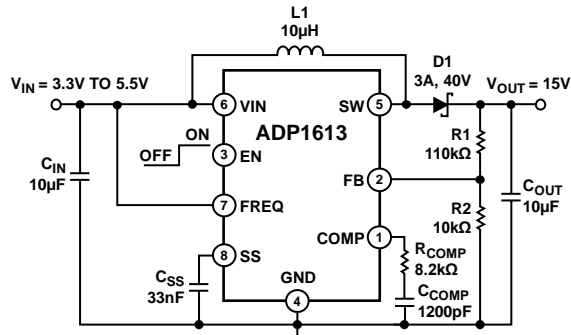 L1
10µH
D1
3A, 40V
VIN = 3.3V TO 5.5V
VOUT = 15V
6 VIN
SW 5
ADP1613
ON
OFF
3 EN
R1
110kΩ
CIN
10µF
FB 2
COUT
10µF
7 FREQ
R2
10kΩ
COMP 1
8 SS
RCOMP
8.2kΩ
CSS
33nF
GND
4
CCOMP
1200pF